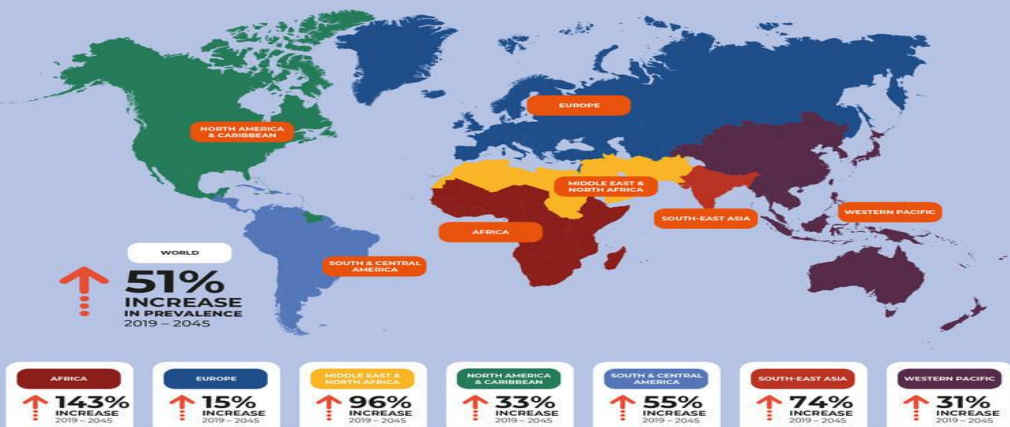 EUROPE
NORTH AMERICA
& CARIBBEAN
MIDDLE EAST &
NORTH AFRICA
SOUTH-EAST ASIA
WESTERN PACIFIC
AFRICA
WORLD
51%
INCREASE
IN PREVALENCE
2019 – 2045
SOUTH & CENTRAL
AMERICA
AFRICA
143%
INCREASE
2019 – 2045
EUROPE
15%
INCREASE
2019 – 2045
MIDDLE EAST &
NORTH AFRICA
96%
INCREASE
2019 – 2045
NORTH AMERICA
& CARIBBEAN
33%
INCREASE
2019 – 2045
SOUTH & CENTRAL
AMERICA
55%
INCREASE
2019 – 2045
SOUTH-EAST ASIA
74%
INCREASE
2019 – 2045
WESTERN PACIFIC
31%
INCREASE
2019 – 2045